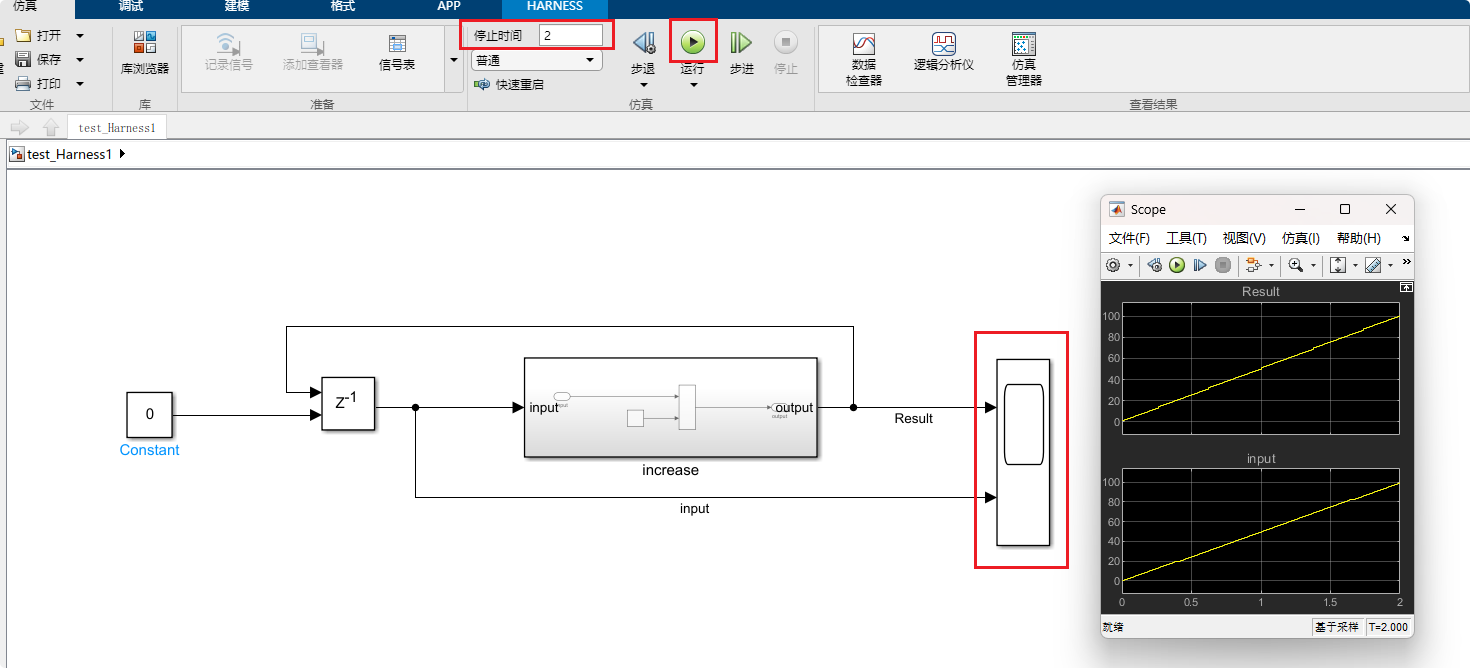 仿真 调试 建模 格式 APP HARNESS
打开
保存
打印
文件
库浏览器
库
记录信号
添加查看器
信号表
准备
停止时间 2
普通
快速重启
步退
运行
步进
停止
仿真
数据
检查器
逻辑分析仪
仿真
管理器
查看结果
test_Harness1
test_Harness1
0
Constant
Z-1
input
input
output
output
increase
Result
input
Scope
文件(F) 工具(T) 视图(V) 仿真(I) 帮助(H)
Result
100
80
60
40
20
0
input
100
80
60
40
20
0
0 0.5 1 1.5 2
就绪 基于采样 T=2.000